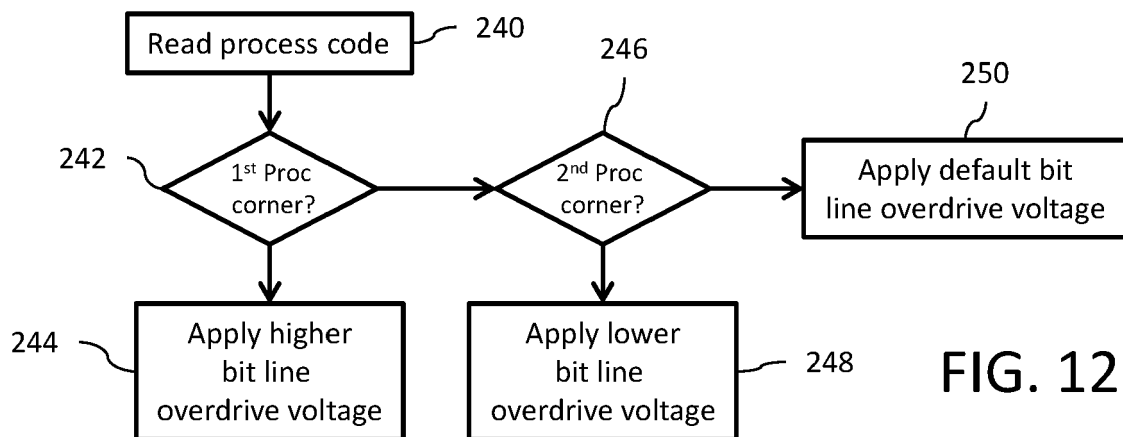 Read process code
240
246
250
242
1st Proc
corner?
2nd Proc
corner?
Apply default bit
line overdrive voltage
244
Apply higher
bit line
overdrive voltage
Apply lower
bit line
overdrive voltage
248
FIG. 12